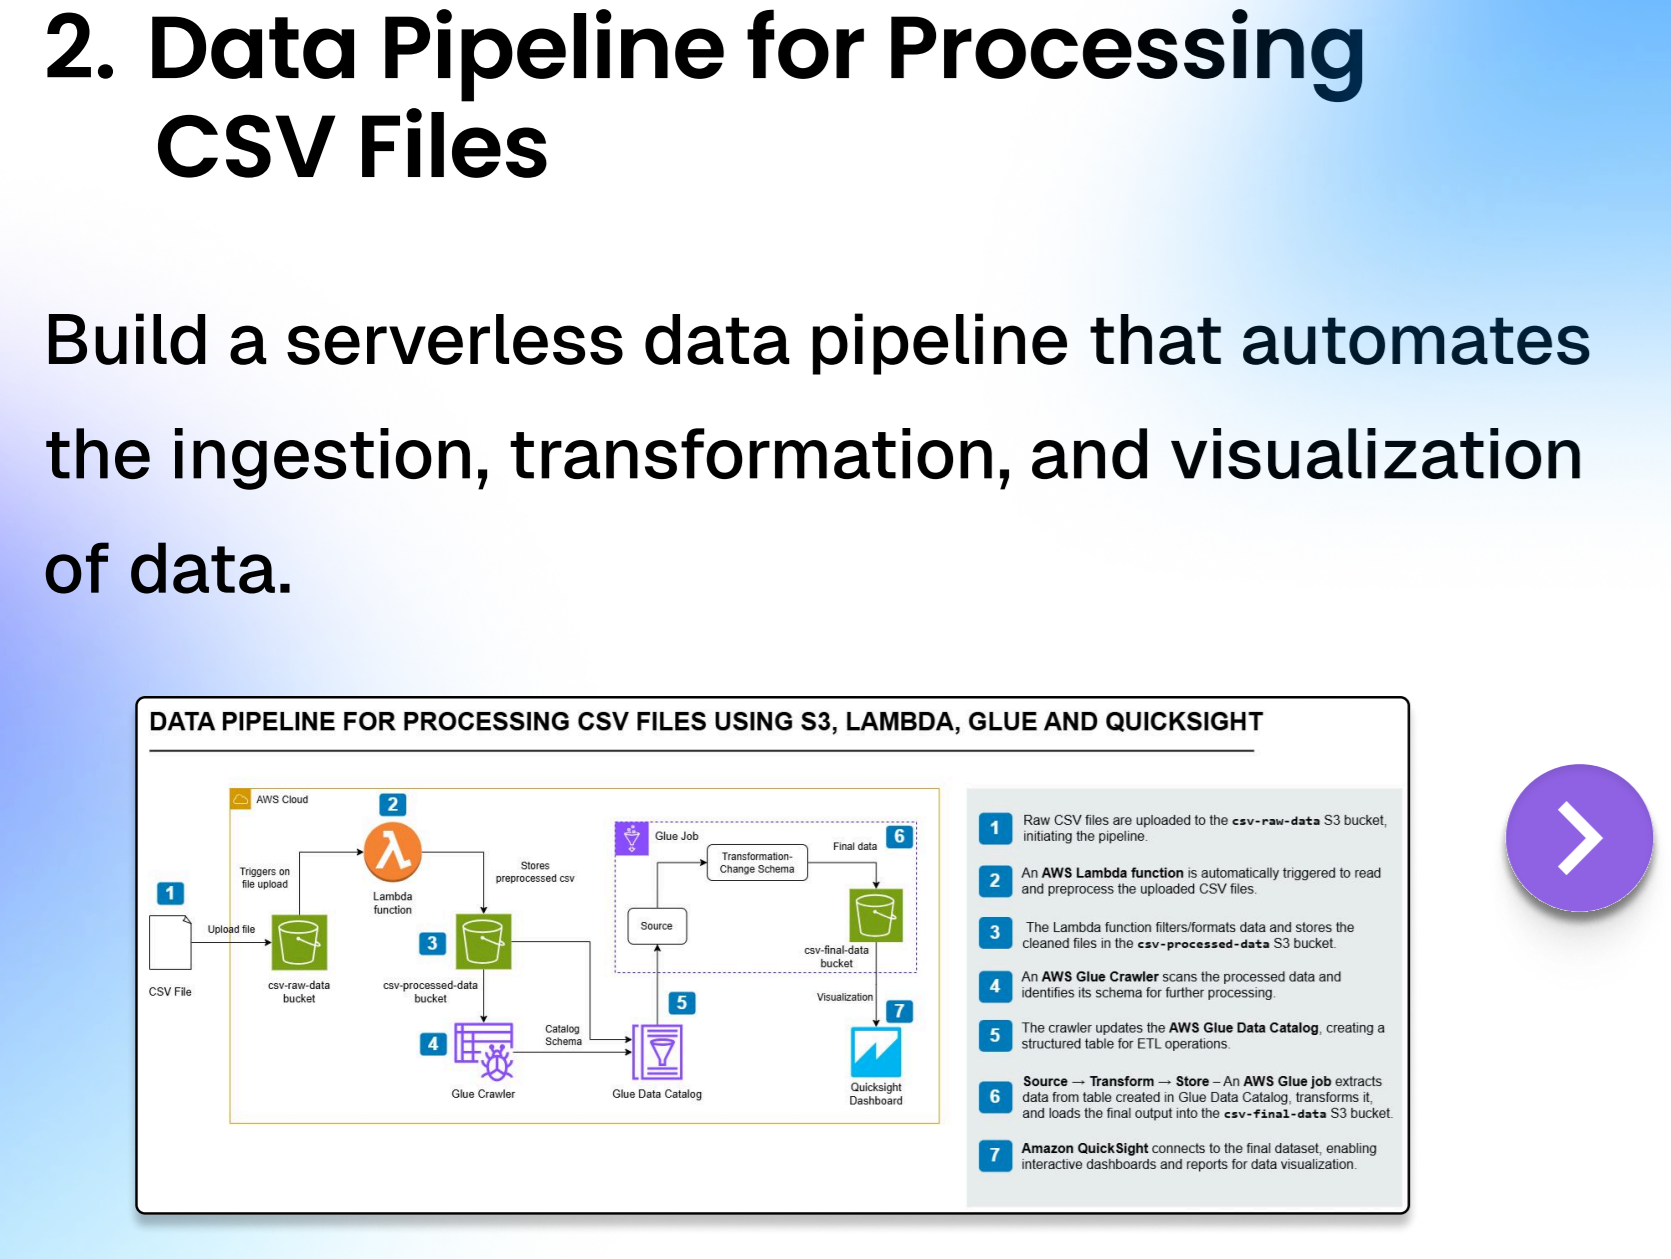 2. Data Pipeline for Processing
CSV Files
Build a serverless data pipeline that automates
the ingestion, transformation, and visualization
of data.
DATA PIPELINE FOR PROCESSING CSV FILES USING S3, LAMBDA, GLUE AND QUICKSIGHT
AWS Cloud
1
CSV File
Upload file
csv-raw-data
bucket
Triggers on
file upload
2
Lambda
function
Stores
preprocessed csv
3
csv-processed-data
bucket
4
Glue Crawler
Catalog
Schema
5
Glue Data Catalog
Glue Job
6
Source
Transformation-
Change Schema
Final data
csv-final-data
bucket
Visualization
7
Quicksight
Dashboard
1
Raw CSV files are uploaded to the csv-raw-data S3 bucket,
initiating the pipeline.
2
An AWS Lambda function is automatically triggered to read
and preprocess the uploaded CSV files.
3
The Lambda function filters/formats data and stores the
cleaned files in the csv-processed-data S3 bucket.
4
An AWS Glue Crawler scans the processed data and
identifies its schema for further processing.
5
The crawler updates the AWS Glue Data Catalog, creating a
structured table for ETL operations.
6
Source → Transform → Store – An AWS Glue job extracts
data from table created in Glue Data Catalog, transforms it,
and loads the final output into the csv-final-data S3 bucket.
7
Amazon QuickSight connects to the final dataset, enabling
interactive dashboards and reports for data visualization.